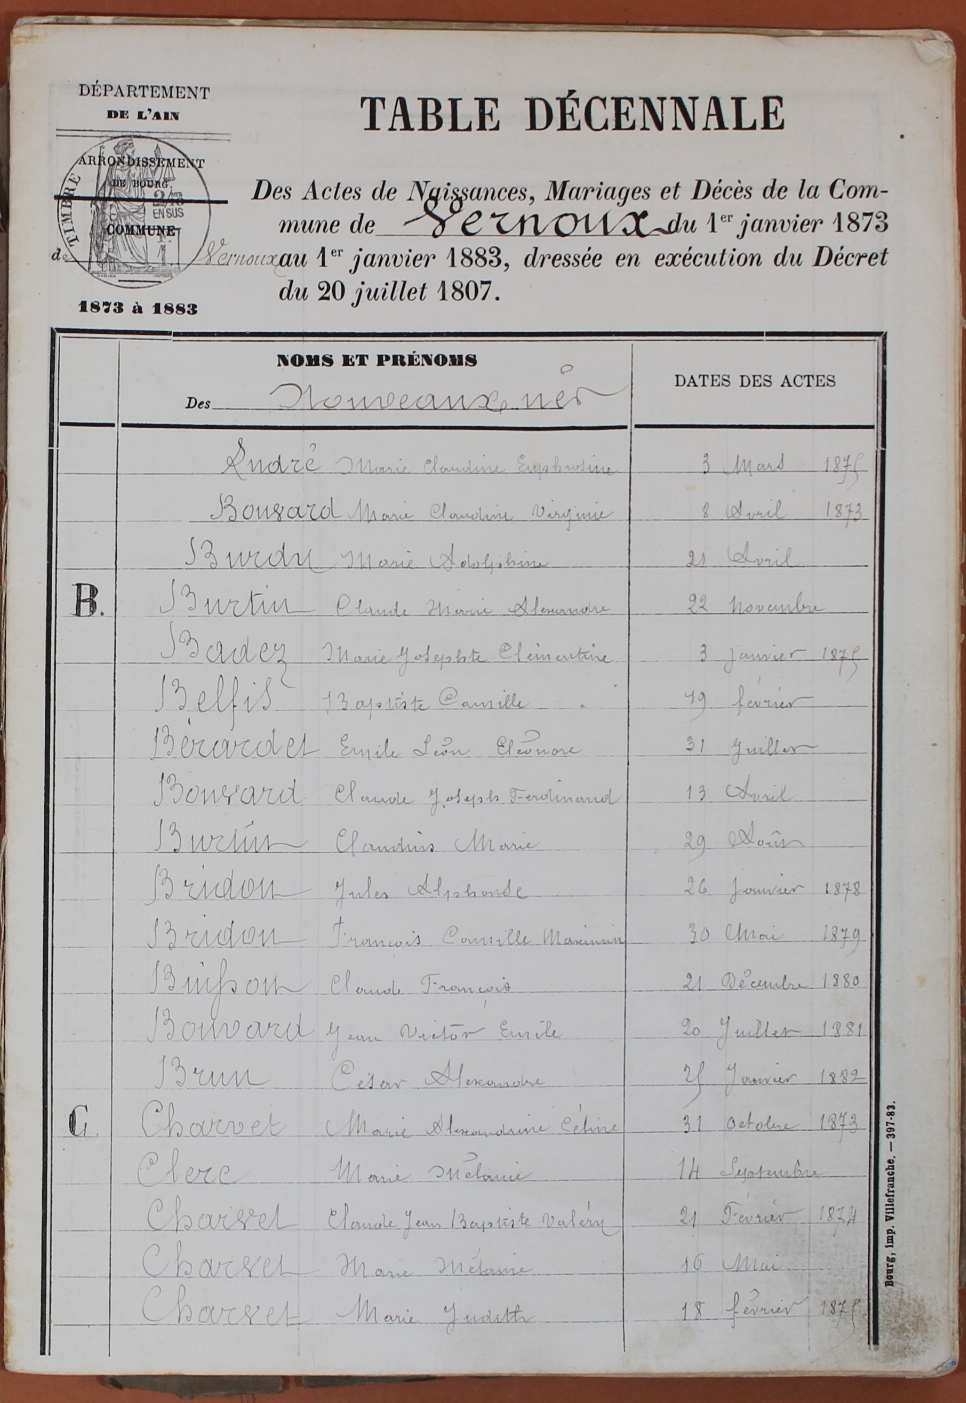 DÉPARTEMENT
DE L'AIN
ARRONDISSEMENT
DE BOURG
TIMBRE
2/10
EN SUS
COMMUNE
de Vernoux
1873 à 1883
TABLE DÉCENNALE
Des Actes de Naissances, Mariages et Décès de la Com-
mune de Vernoux du 1er janvier 1873
au 1er janvier 1883, dressée en exécution du Décret
du 20 juillet 1807.
NOMS ET PRÉNOMS
Des Nouveaux nés
DATES DES ACTES
André Marie Claudine Euphrosine 3 Mars 1875
Bouvard Marie Claudine Virginie 8 Avril 1873
Burdy Marie Adolphine 21 Avril
B. Burtin Claude Marie Alexandre 22 Novembre
Badez Marie Josephte Clémentine 3 Janvier 1875
Belfis Baptiste Camille 19 février
Bérardet Emile Léon Eléonore 31 Juillet
Bouvard Claude Joseph Ferdinand 13 Avril
Burtin Claudius Marie 29 Août
Bridon Jules Alphonse 26 Janvier 1878
Bridon François Camille Maximin 30 Mai 1879
Buisson Claude François 21 Décembre 1880
Bouvard Jean Victor Emile 20 Juillet 1881
Brun César Alexandre 25 Janvier 1882
C. Charvet Marie Alexandrine Céline 31 Octobre 1873
Clerc Marie Mélanie 14 Septembre
Charvet Claude Jean Baptiste Valéry 21 Février 1874
Charvet Marie Mélanie 16 Mai
Charvet Marie Judith 18 février 1875
Bourg, imp. Villefranche. — 397-83.